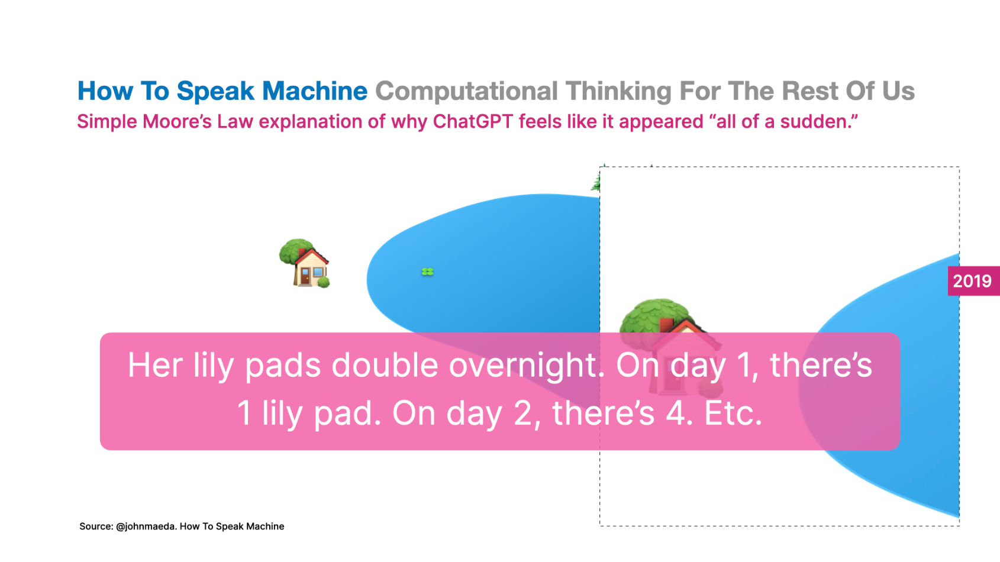 How To Speak Machine Computational Thinking For The Rest Of Us
Simple Moore’s Law explanation of why ChatGPT feels like it appeared “all of a sudden.”
2019
Her lily pads double overnight. On day 1, there’s
1 lily pad. On day 2, there’s 4. Etc.
Source: @johnmaeda. How To Speak Machine